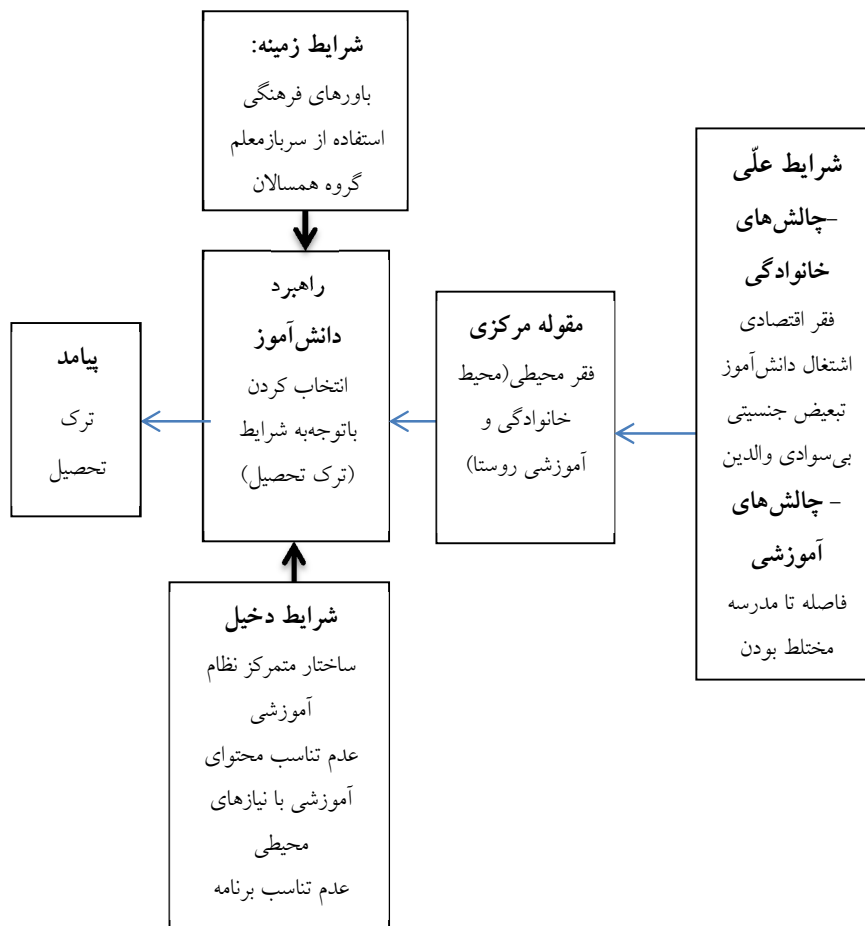 شرایط زمینه:
باورهای فرهنگی
استفاده از سربازمعلم
گروه همسالان
شرایط علّی
-چالش‌های
خانوادگی
فقر اقتصادی
اشتغال دانش‌آموز
تبعیض جنسیتی
بی‌سوادی والدین
- چالش‌های
آموزشی
فاصله تا مدرسه
مختلط بودن
مقوله مرکزی
فقر محیطی(محیط
خانوادگی و
آموزشی روستا)
راهبرد
دانش‌آموز
انتخاب کردن
باتوجه‌به شرایط
(ترک تحصیل)
پیامد
ترک
تحصیل
شرایط دخیل
ساختار متمرکز نظام
آموزشی
عدم تناسب محتوای
آموزشی با نیازهای
محیطی
عدم تناسب برنامه